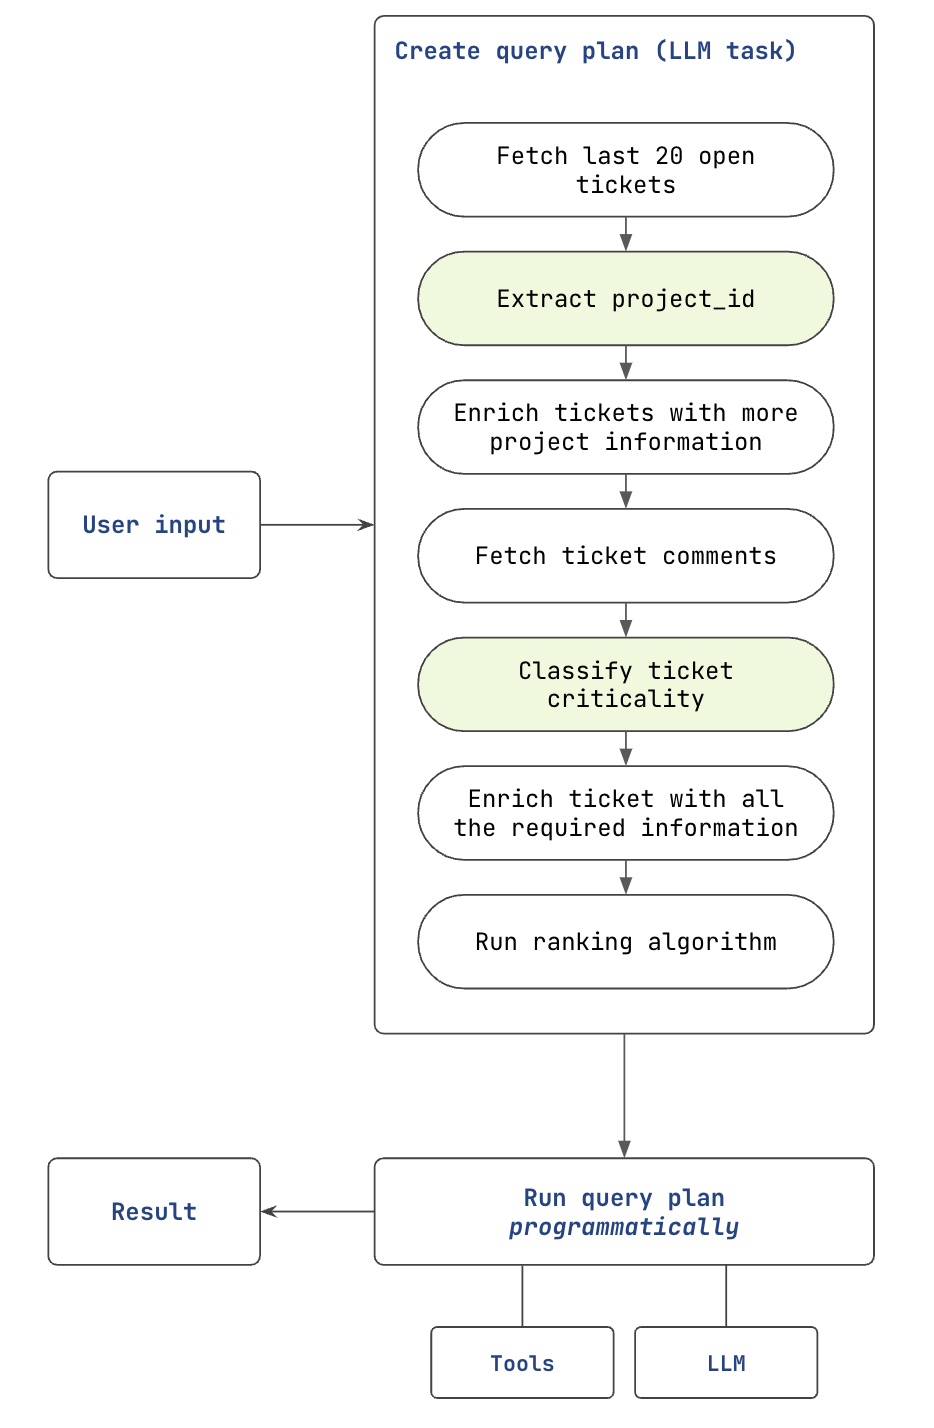 Create query plan (LLM task)
Fetch last 20 open
tickets
Extract project_id
Enrich tickets with more
project information
User input
Fetch ticket comments
Classify ticket
criticality
Enrich ticket with all
the required information
Run ranking algorithm
Run query plan
programmatically
Result
Tools
LLM